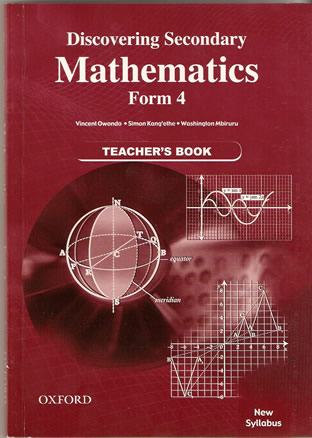 Discovering Secondary
Mathematics
Form 4
Vincent Owondo • Simon Kang'ethe • Washington Mbiruru
TEACHER'S BOOK
N
T
Q
A
C
B
P
R
equator
S
meridian
New
Syllabus
OXFORD